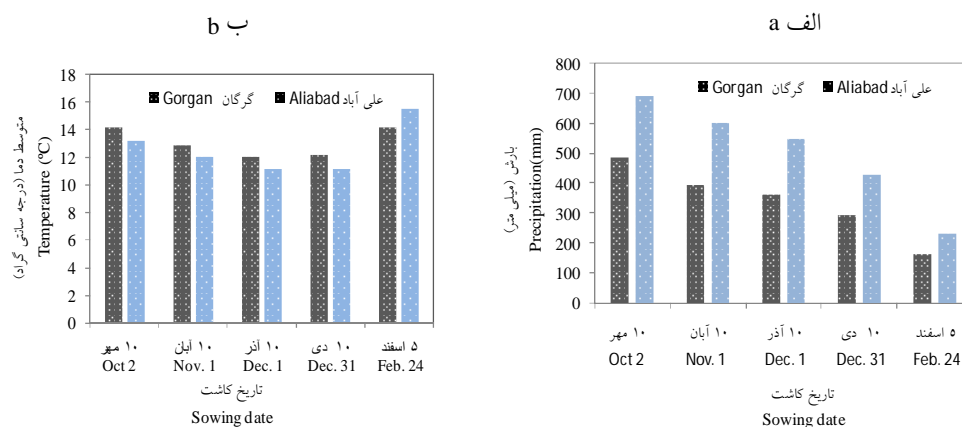 ب b
18
16
14
12
10
8
6
4
2
0
متوسط دما (درجه سانتی گراد)
Temperature (°C)
Gorgan گرگان
Aliabad علی آباد
۱۰ مهر
۱۰ آبان
۱۰ آذر
۱۰ دی
۵ اسفند
Oct 2
Nov. 1
Dec. 1
Dec. 31
Feb. 24
تاریخ کاشت
Sowing date
الف a
800
700
600
500
400
300
200
100
0
بارش (میلی متر)
Precipitation(mm)
Gorgan گرگان
Aliabad علی آباد
۱۰ مهر
۱۰ آبان
۱۰ آذر
۱۰ دی
۵ اسفند
Oct 2
Nov. 1
Dec. 1
Dec. 31
Feb. 24
تاریخ کاشت
Sowing date